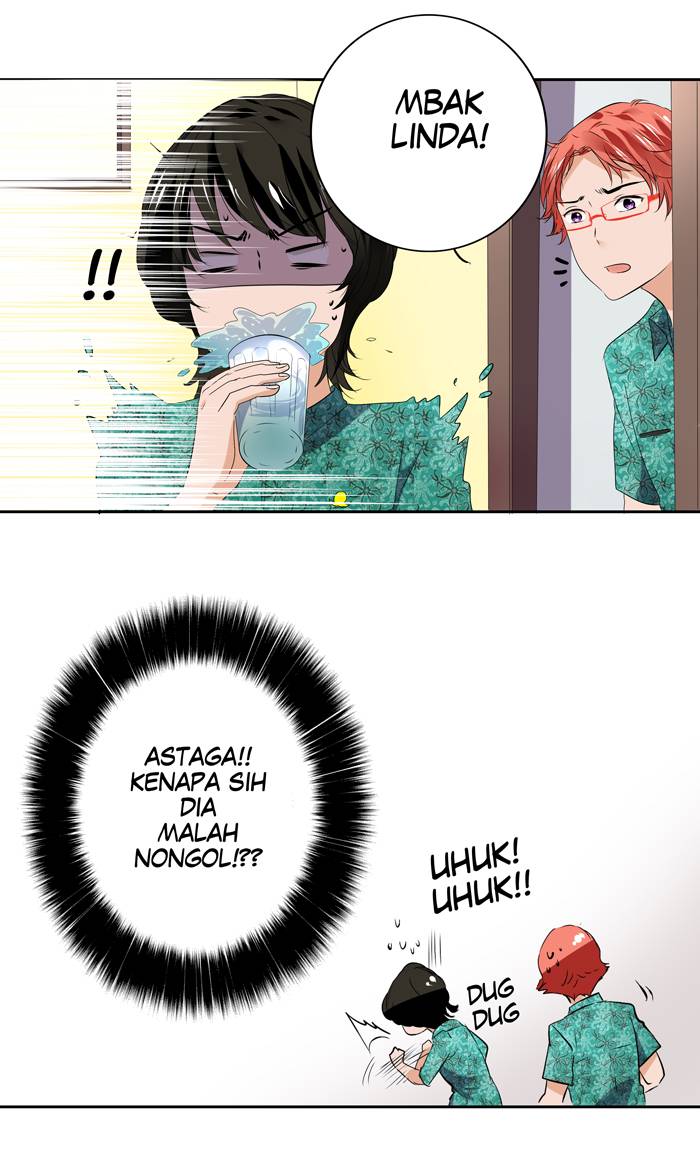 MBAK
LINDA!
!!
ASTAGA!!
KENAPA SIH
DIA
MALAH
NONGOL!??
UHUK!
UHUK!!
DUG
DUG